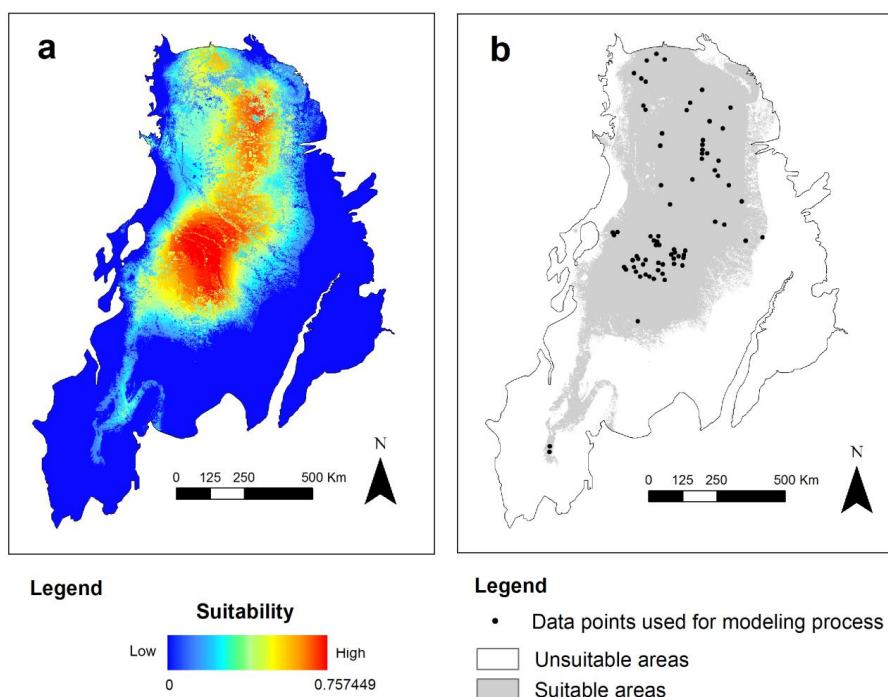 a
N
0 125 250 500 Km
Legend
Suitability
Low High
0 0.757449
b
N
0 125 250 500 Km
Legend
Data points used for modeling process
Unsuitable areas
Suitable areas